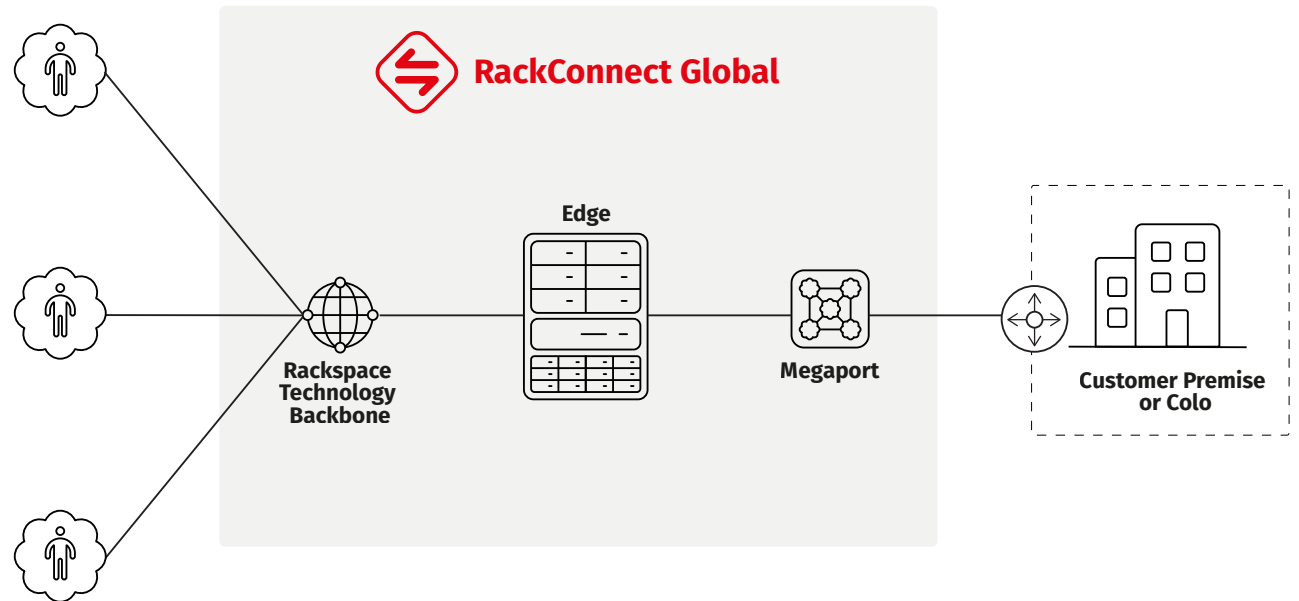 RackConnect Global
Edge
Rackspace
Technology
Backbone
Megaport
Customer Premise
or Colo